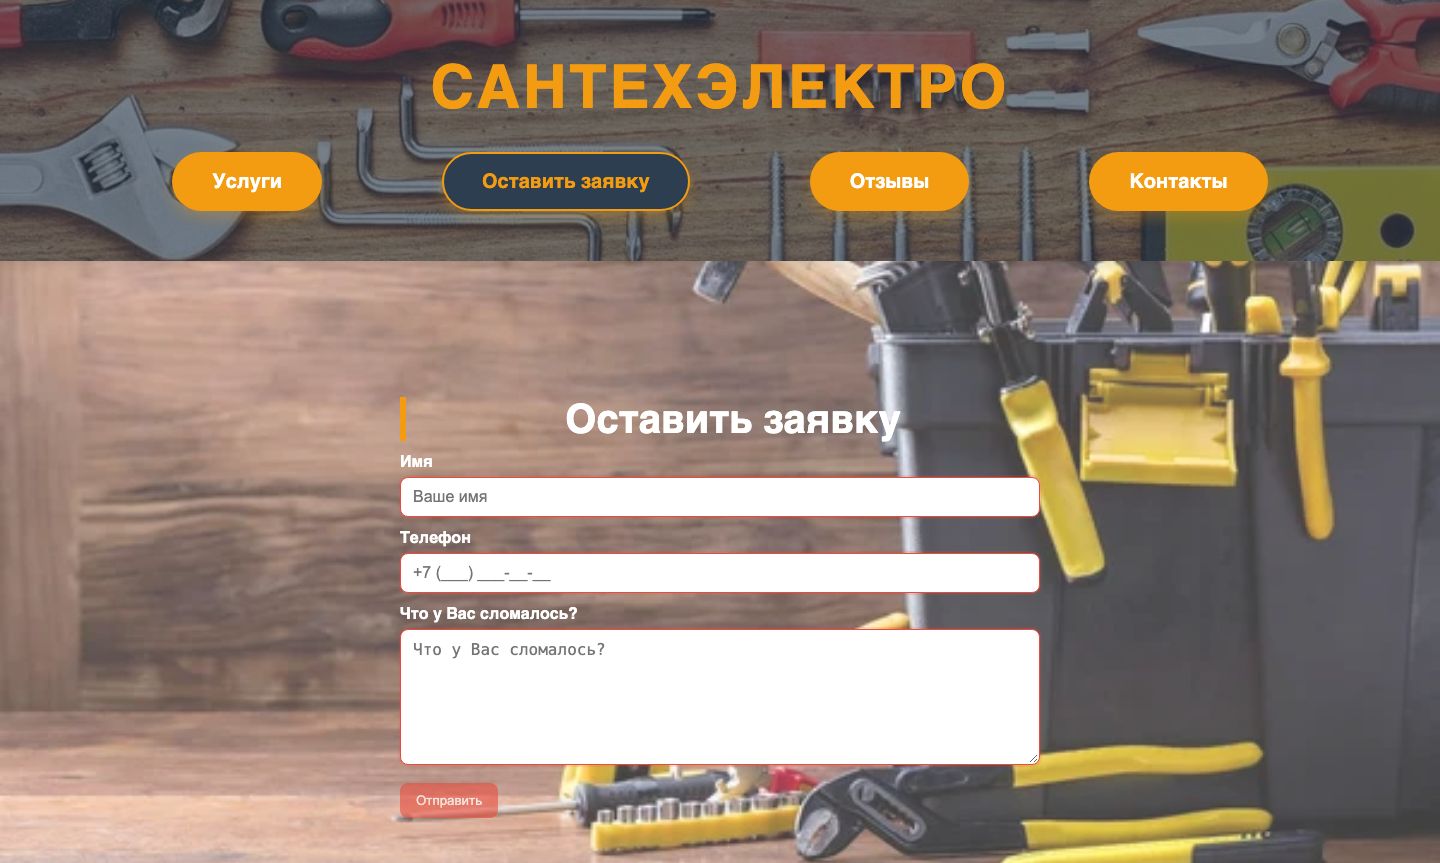 САНТЕХЭЛЕКТРО
Услуги
Оставить заявку
Отзывы
Контакты
Оставить заявку
Имя
Ваше имя
Телефон
+7 (___) ___-__-__
Что у Вас сломалось?
Что у Вас сломалось?
Отправить